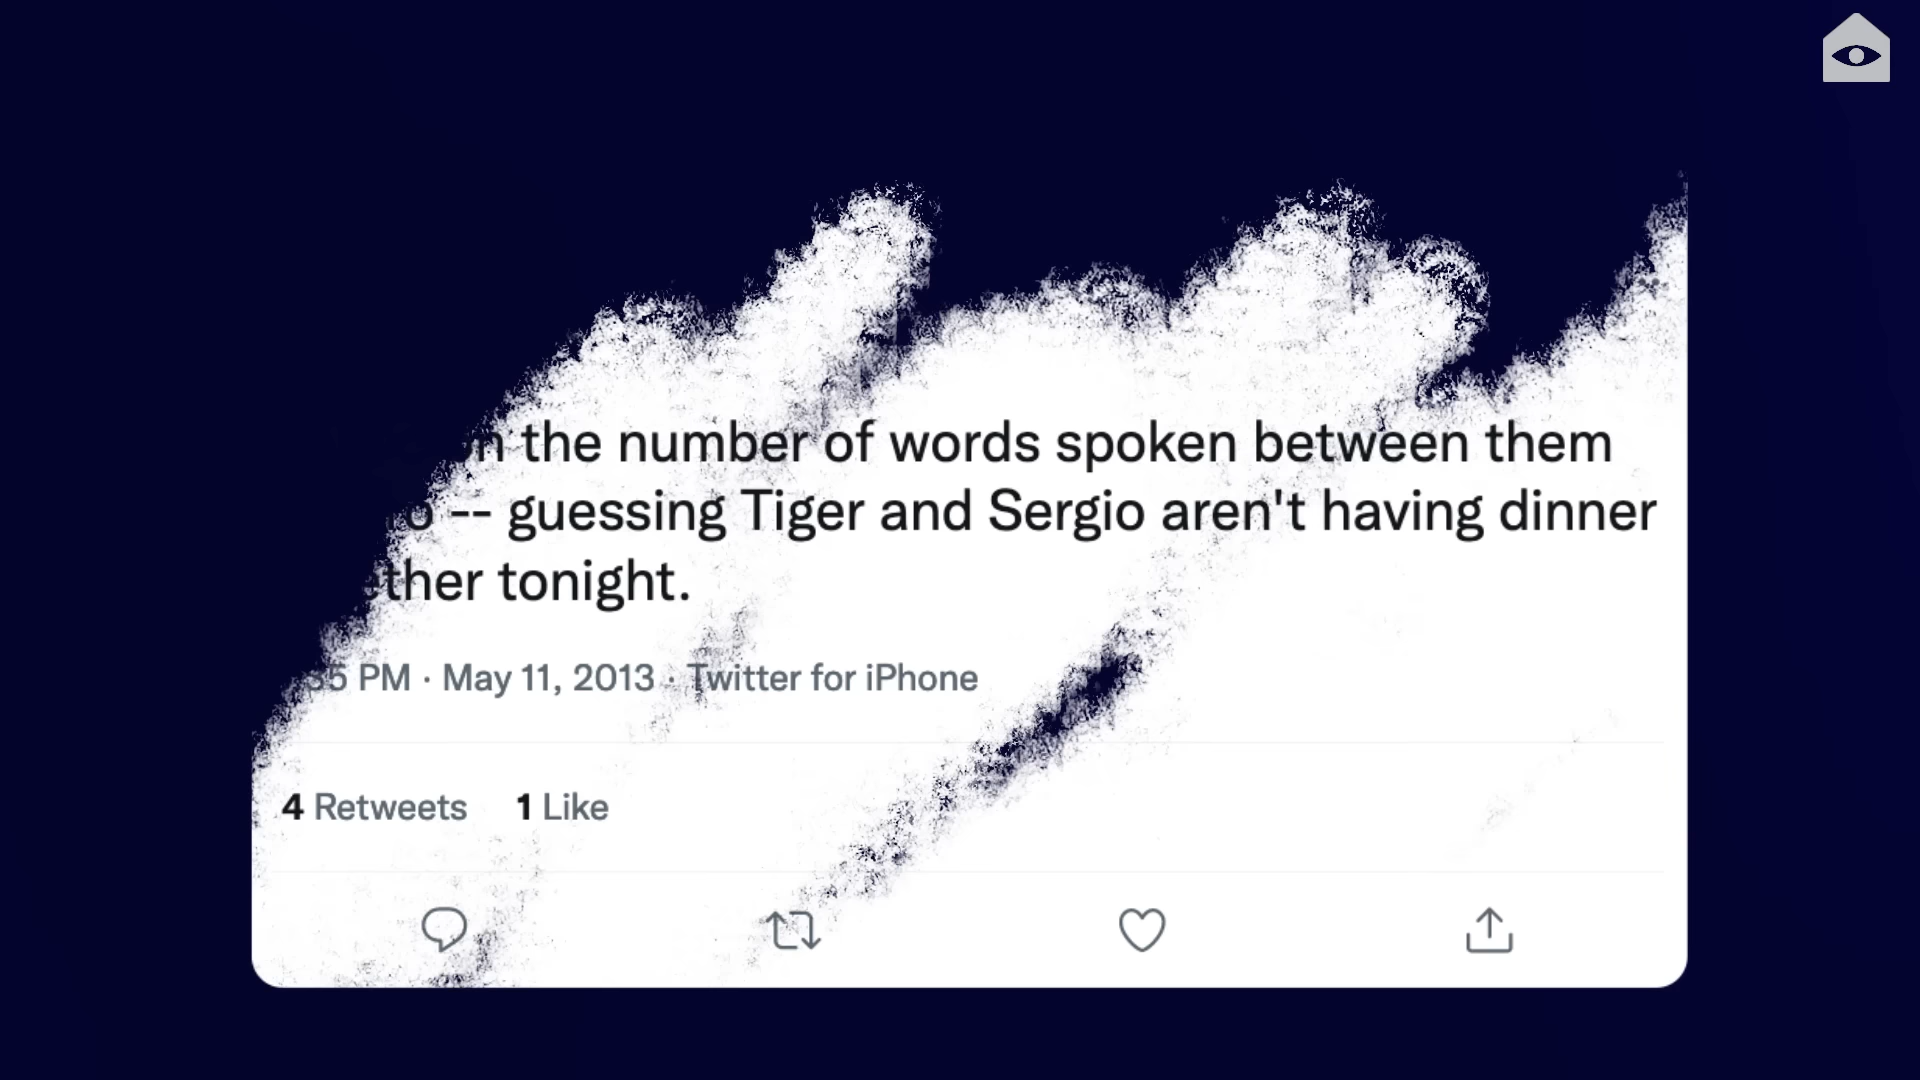 the number of words spoken between them
-- guessing Tiger and Sergio aren't having dinner
tonight.
PM · May 11, 2013 · Twitter for iPhone
4 Retweets 1 Like